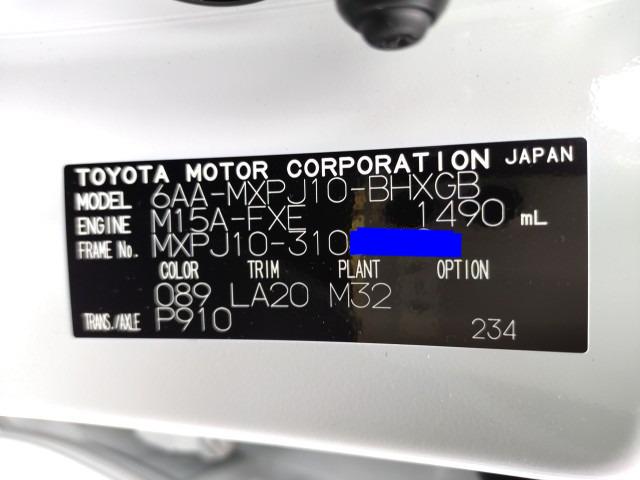 TOYOTA MOTOR CORPORATION JAPAN
MODEL 6AA-MXPJ10-BHXGB
ENGINE M15A-FXE 1490 mL
FRAME No. MXPJ10-310
COLOR TRIM PLANT OPTION
089 LA20 M32
TRANS./AXLE P910 234